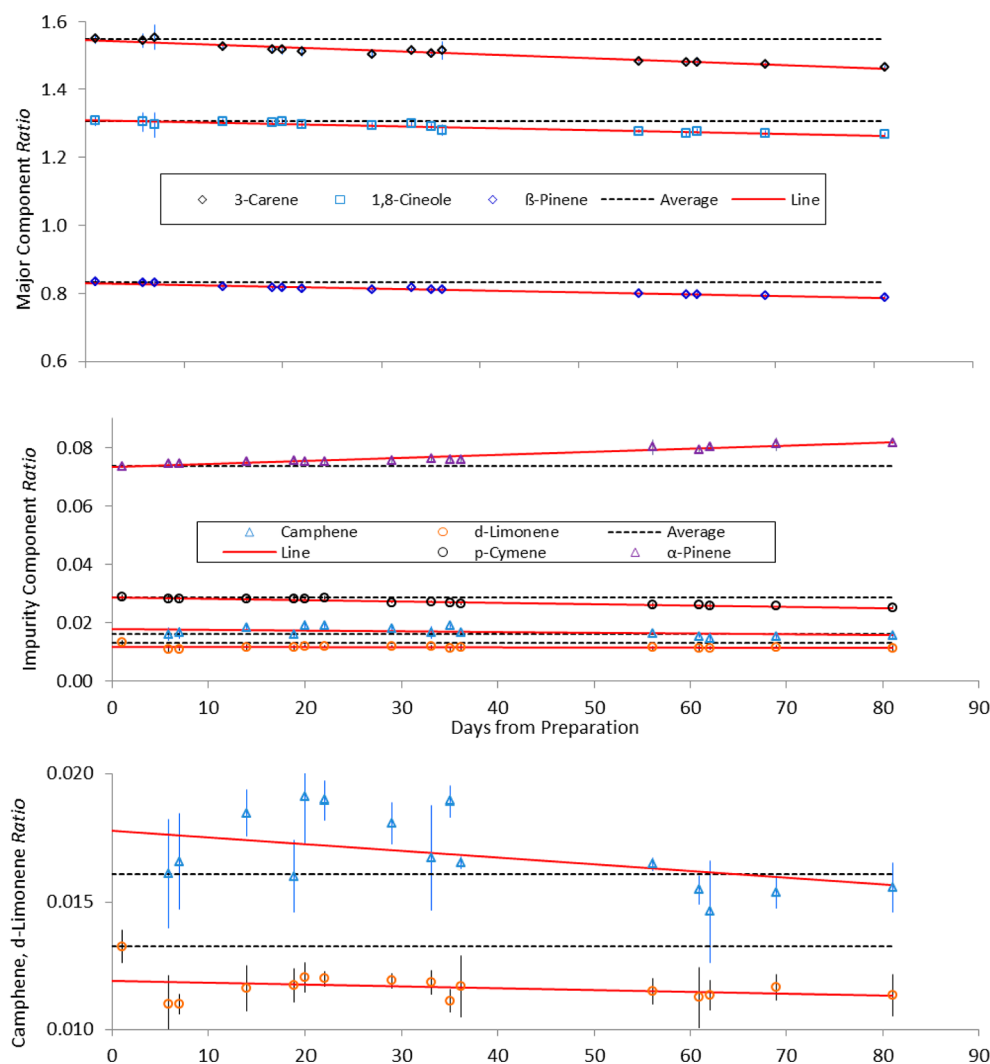 1.6
1.4
1.2
1.0
0.8
0.6
Major Component Ratio
3-Carene 1,8-Cineole ß-Pinene Average Line
0.08
0.06
0.04
0.02
0.00
Impurity Component Ratio
Camphene d-Limonene Average
Line p-Cymene α-Pinene
0 10 20 30 40 50 60 70 80 90
Days from Preparation
0.020
0.015
0.010
Camphene, d-Limonene Ratio
0 10 20 30 40 50 60 70 80 90